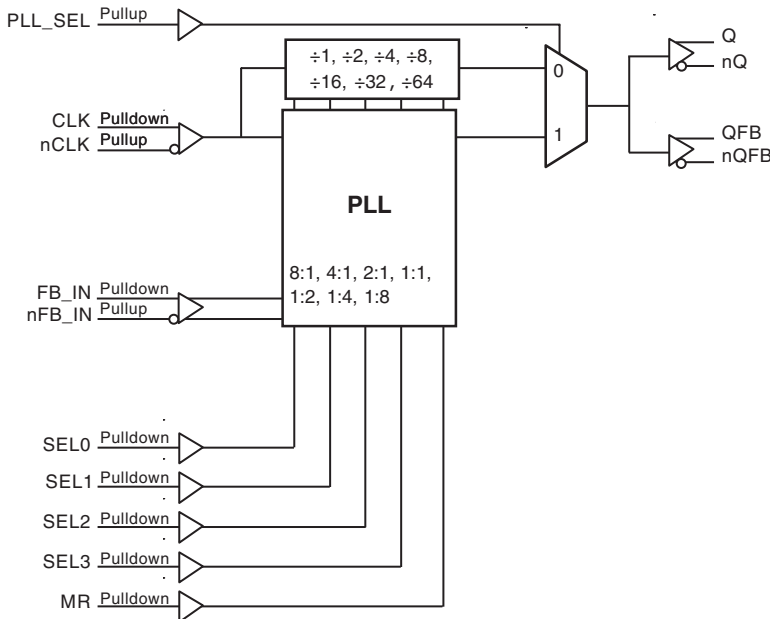 PLL_SEL Pullup
÷1, ÷2, ÷4, ÷8,
÷16, ÷32 , ÷64
0
1
Q
nQ
QFB
nQFB
CLK Pulldown
nCLK Pullup
PLL
8:1, 4:1, 2:1, 1:1,
1:2, 1:4, 1:8
FB_IN Pulldown
nFB_IN Pullup
SEL0 Pulldown
SEL1 Pulldown
SEL2 Pulldown
SEL3 Pulldown
MR Pulldown